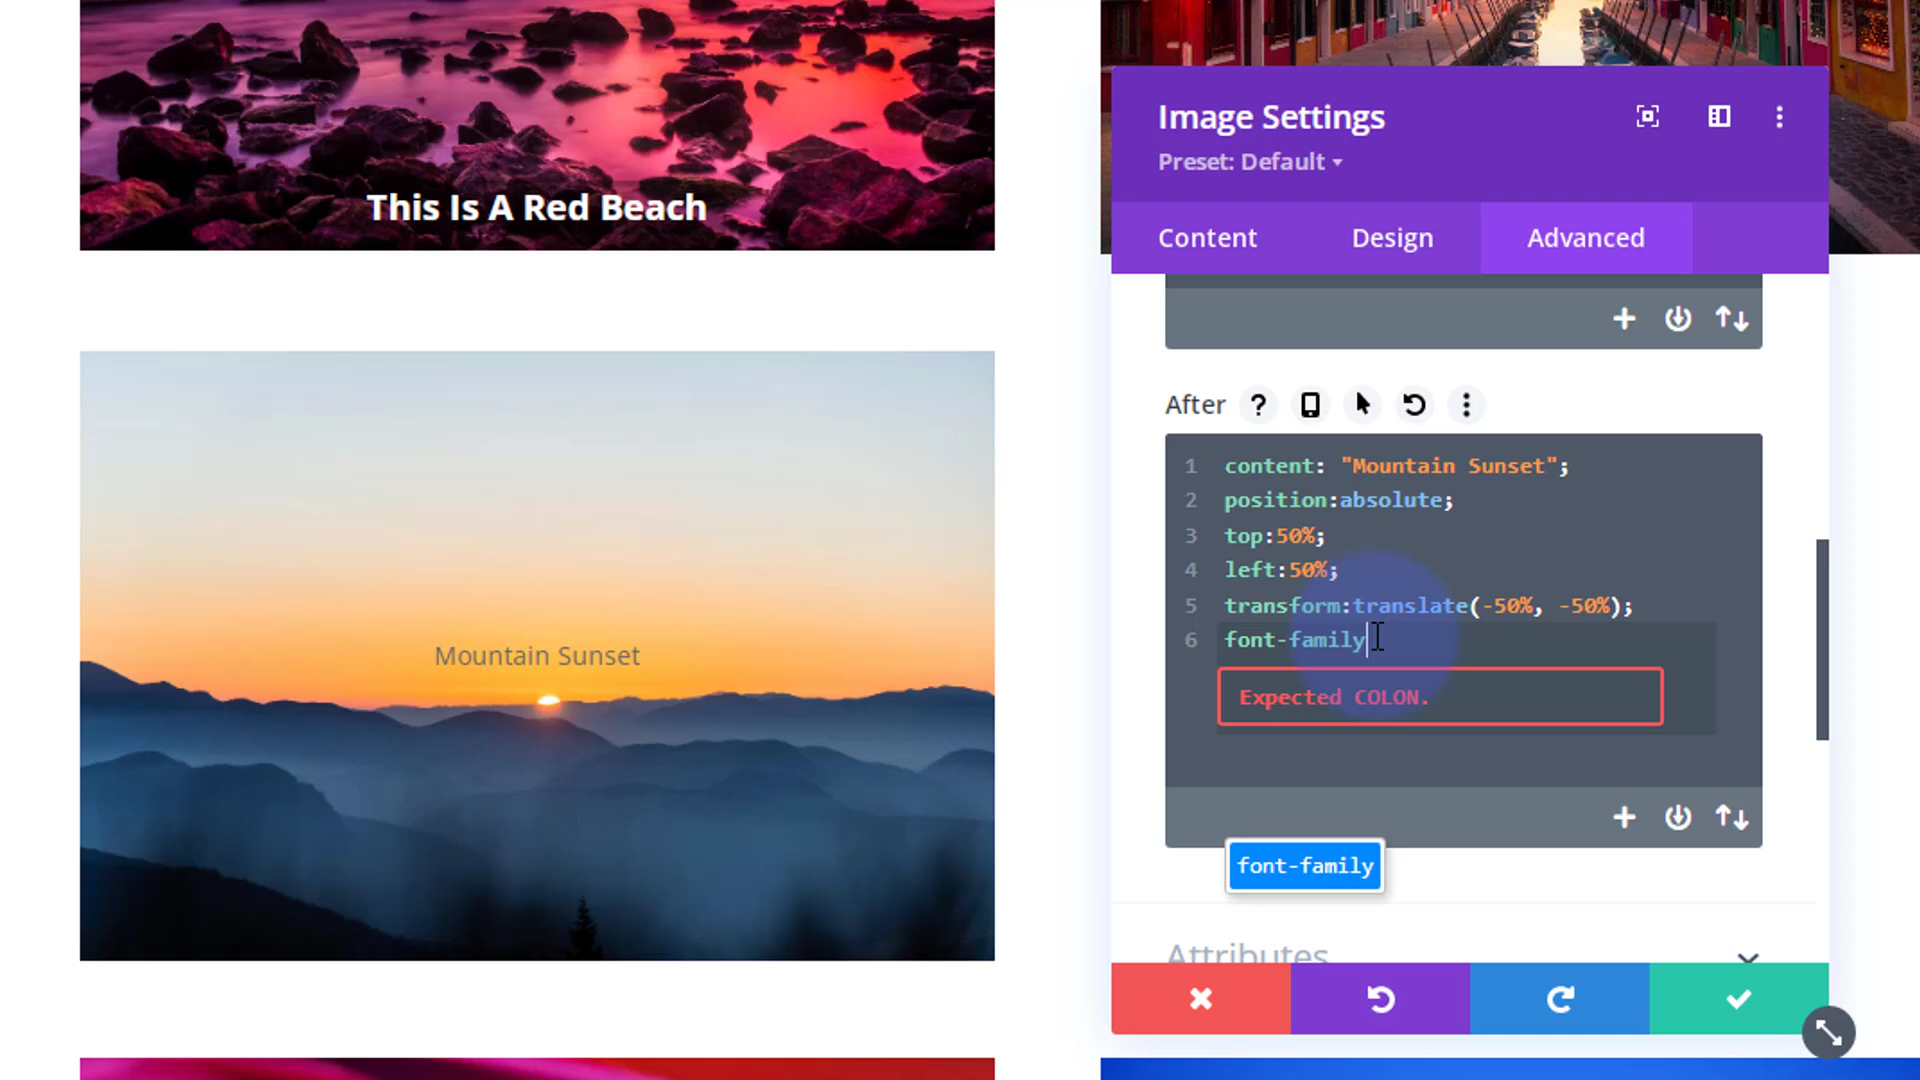 This Is A Red Beach
Mountain Sunset
Image Settings
Preset: Default
Content Design Advanced
After ?
1 content: "Mountain Sunset";
2 position:absolute;
3 top:50%;
4 left:50%;
5 transform:translate(-50%, -50%);
6 font-family
Expected COLON.
font-family
Attributes